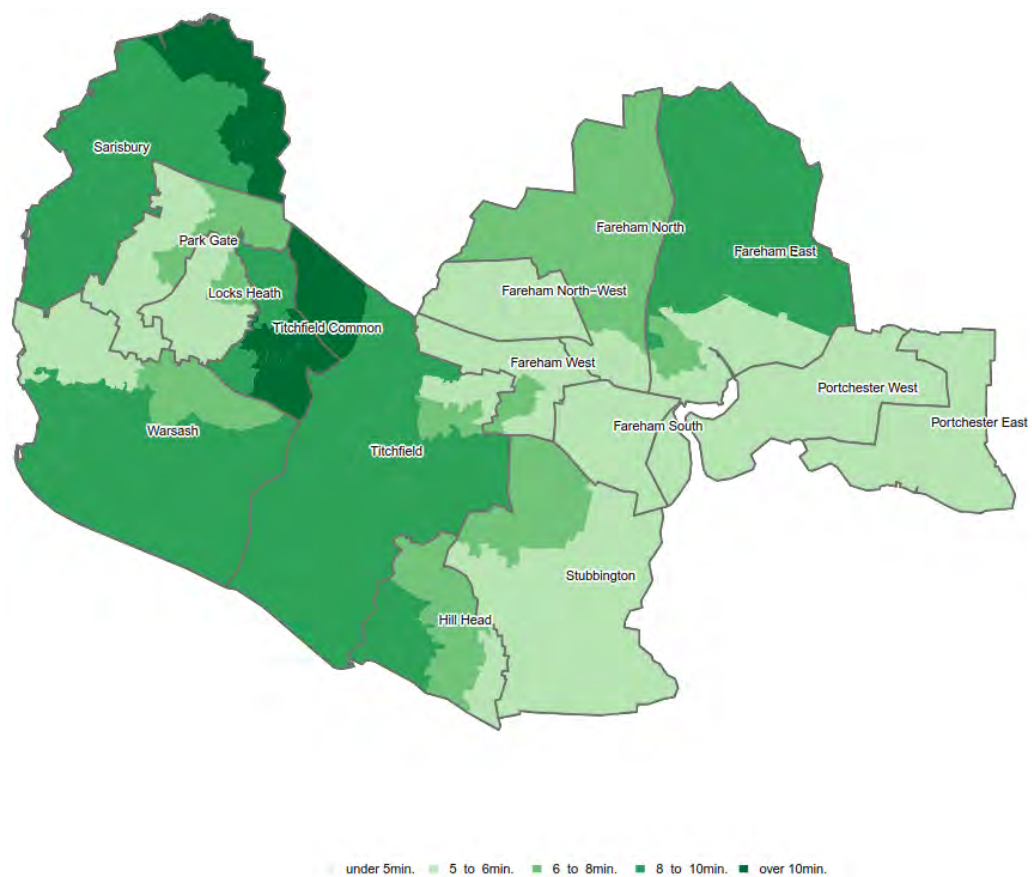 Sarisbury
Fareham North
Park Gate
Fareham East
Locks Heath
Fareham North-West
Titchfield Common
Fareham West
Portchester West
Warsash
Fareham South
Portchester East
Titchfield
Stubbington
Hill Head
under 5min. 5 to 6min. 6 to 8min. 8 to 10min. over 10min.